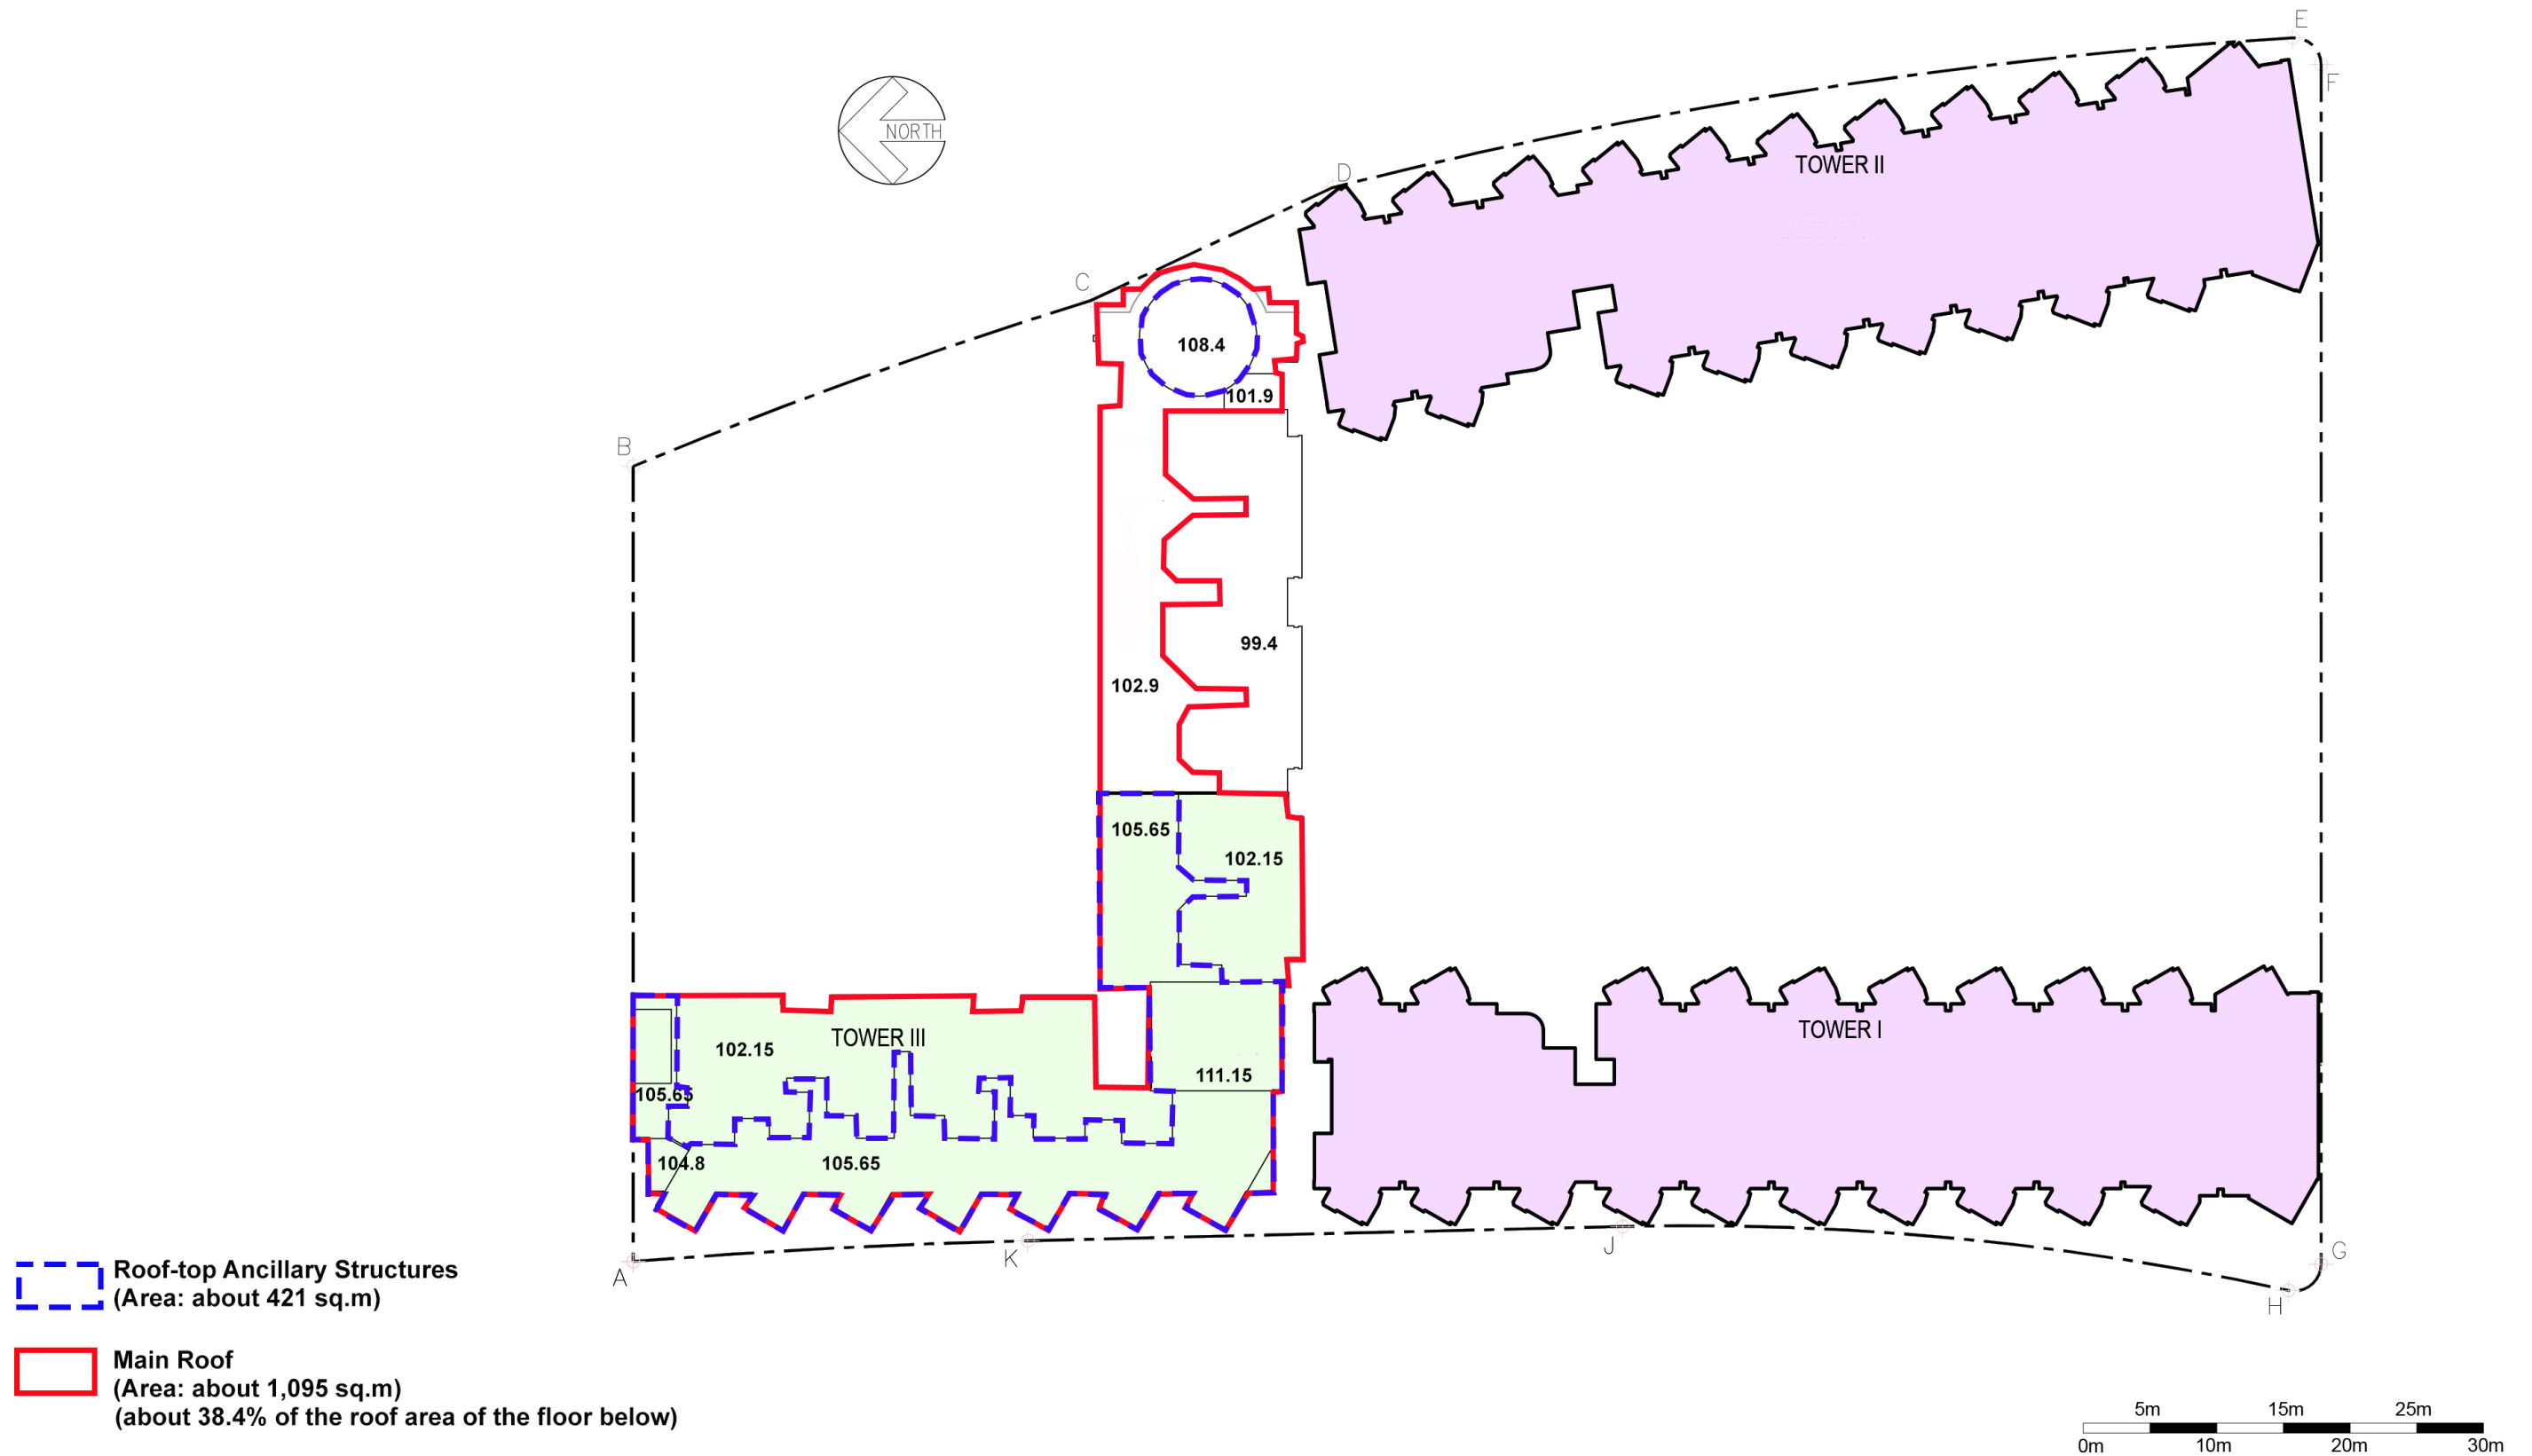 E
F
NORTH
D
TOWER II
C
108.4
101.9
B
99.4
102.9
105.65
102.15
TOWER III
TOWER I
102.15
111.15
105.65
104.8
105.65
A
K
J
G
H
Roof-top Ancillary Structures
(Area: about 421 sq.m)
Main Roof
(Area: about 1,095 sq.m)
(about 38.4% of the roof area of the floor below)
5m 15m 25m
0m 10m 20m 30m